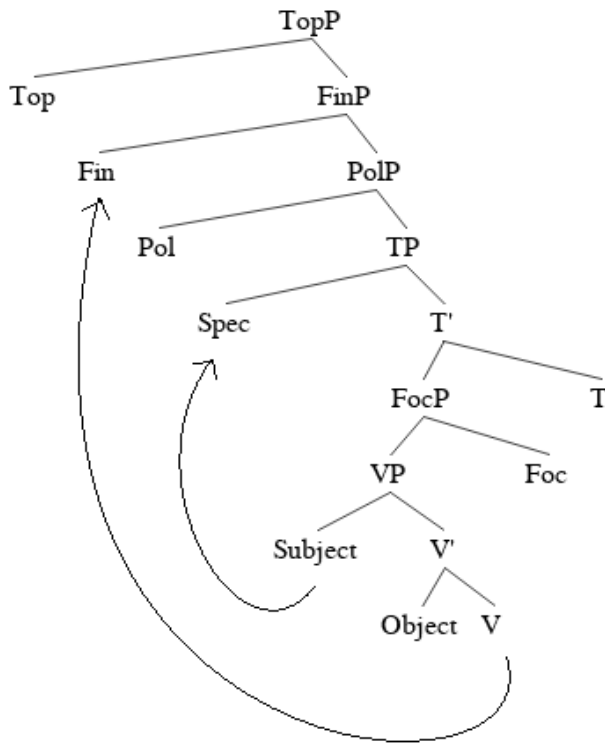 TopP
Top FinP
Fin PolP
Pol TP
Spec T'
FocP T
VP Foc
Subject V'
Object V